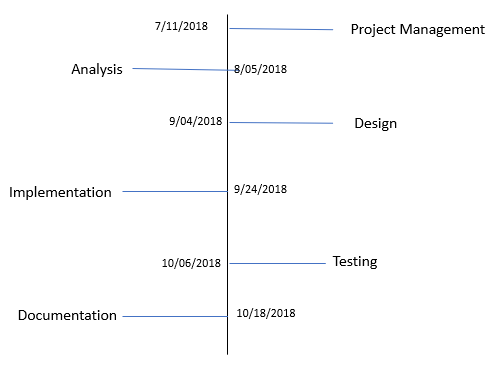 7/11/2018 Project Management
Analysis 8/05/2018
9/04/2018 Design
Implementation 9/24/2018
10/06/2018 Testing
Documentation 10/18/2018